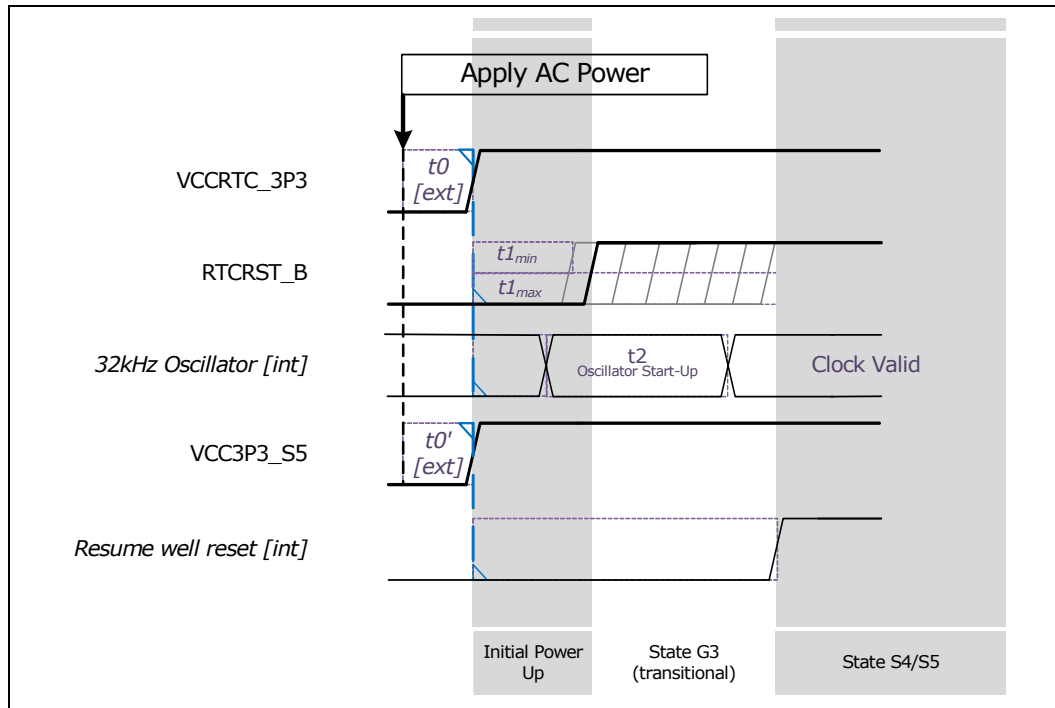 Apply AC Power
VCCRTC_3P3
t0
[ext]
RTCRST_B
t1min
t1max
32kHz Oscillator [int]
t2
Oscillator Start-Up
Clock Valid
VCC3P3_S5
t0'
[ext]
Resume well reset [int]
Initial Power
Up
State G3
(transitional)
State S4/S5